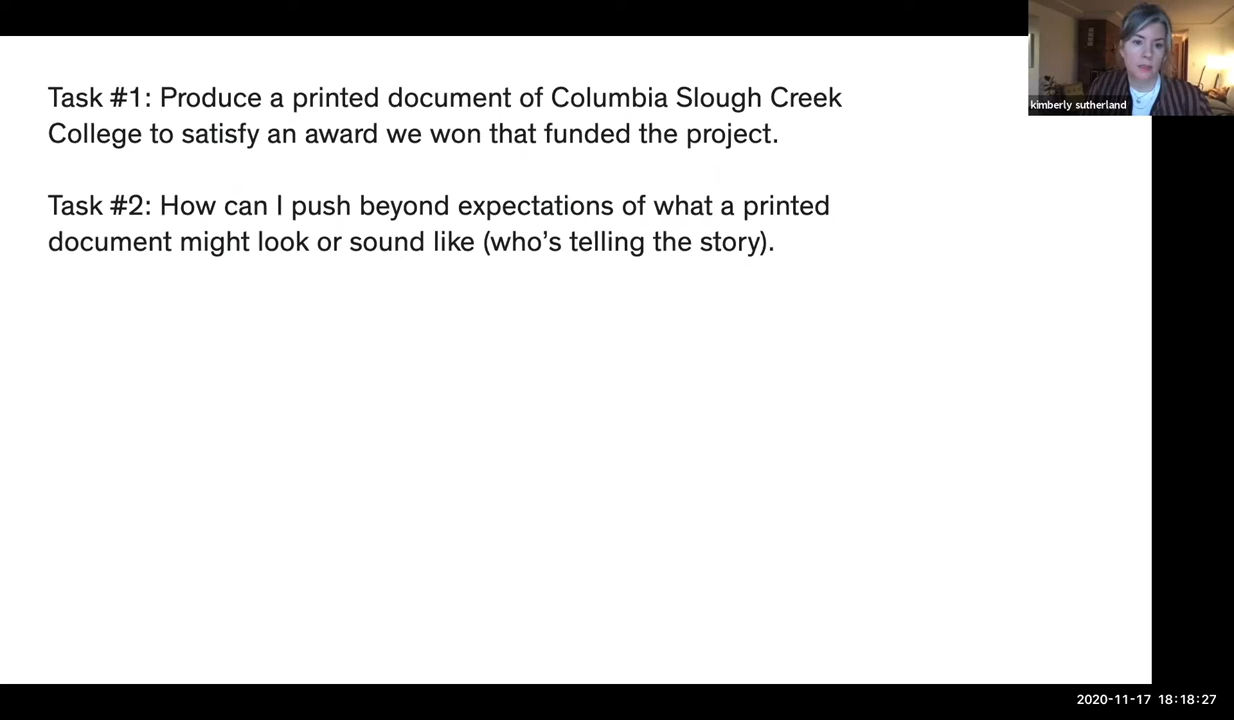 Task #1: Produce a printed document of Columbia Slough Creek
College to satisfy an award we won that funded the project.
Task #2: How can I push beyond expectations of what a printed
document might look or sound like (who’s telling the story).
kimberly sutherland
2020-11-17 18:18:27